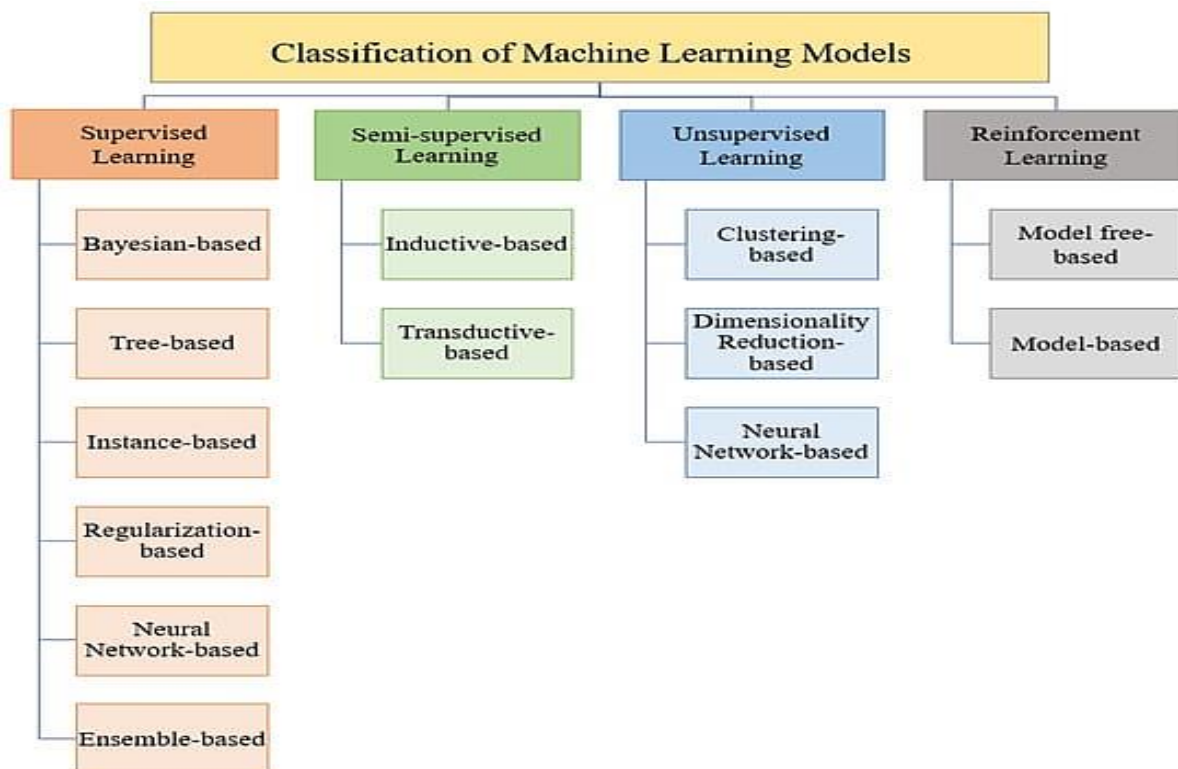 Classification of Machine Learning Models
Supervised
Learning
Bayesian-based
Tree-based
Instance-based
Regularization-
based
Neural
Network-based
Ensemble-based
Semi-supervised
Learning
Inductive-based
Transductive-
based
Unsupervised
Learning
Clustering-
based
Dimensionality
Reduction-
based
Neural
Network-based
Reinforcement
Learning
Model free-
based
Model-based